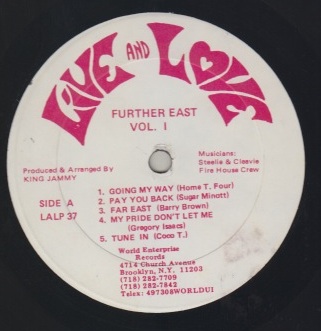 LIVE AND LOVE
FURTHER EAST
VOL. I
Produced & Arranged By
KING JAMMY
Musicians:
Steelie & Cleevie
Fire House Crew
SIDE A
LALP 37
1. GOING MY WAY (Home T. Four)
2. PAY YOU BACK (Sugar Minott)
3. FAR EAST (Barry Brown)
4. MY PRIDE DON'T LET ME
(Gregory Isaacs)
5. TUNE IN (Coco T.)
World Enterprise
Records
4714 Church Avenue
Brooklyn, N.Y. 11203
(718) 282-7709
(718) 282-7842
Telex: 497308WORLDUI